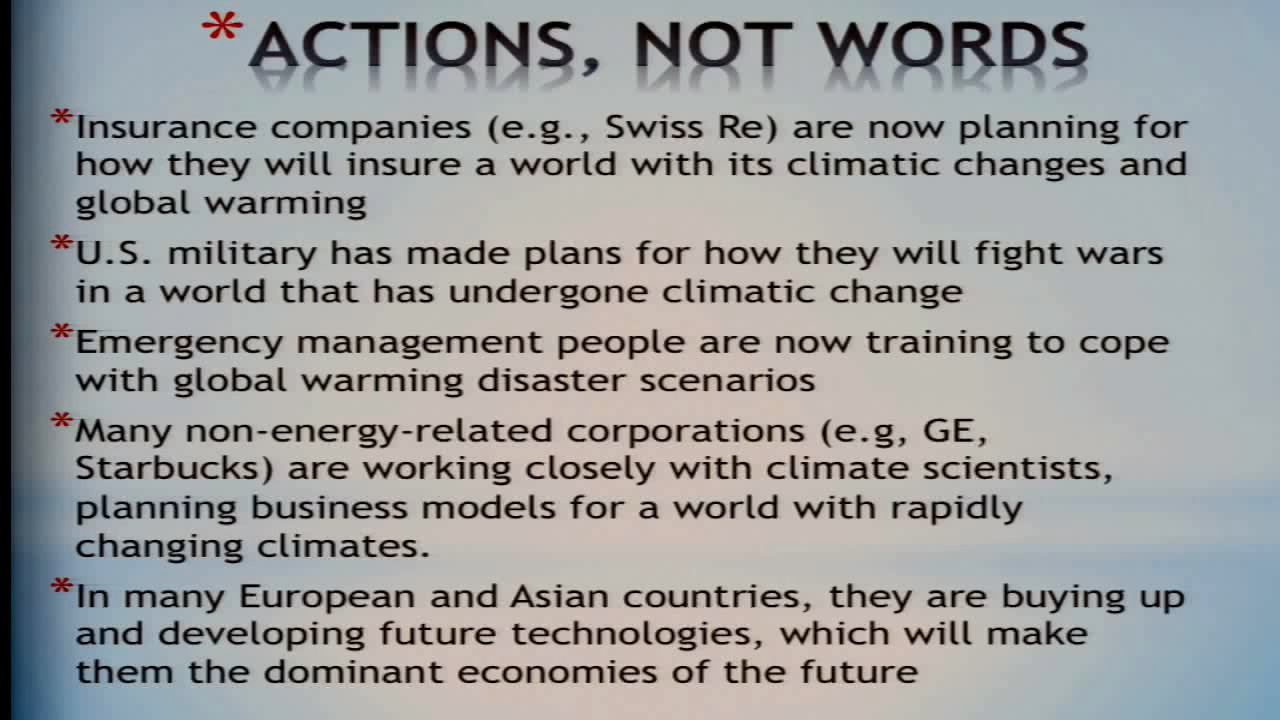 *ACTIONS, NOT WORDS
*Insurance companies (e.g., Swiss Re) are now planning for
how they will insure a world with its climatic changes and
global warming
*U.S. military has made plans for how they will fight wars
in a world that has undergone climatic change
*Emergency management people are now training to cope
with global warming disaster scenarios
*Many non-energy-related corporations (e.g, GE,
Starbucks) are working closely with climate scientists,
planning business models for a world with rapidly
changing climates.
*In many European and Asian countries, they are buying up
and developing future technologies, which will make
them the dominant economies of the future